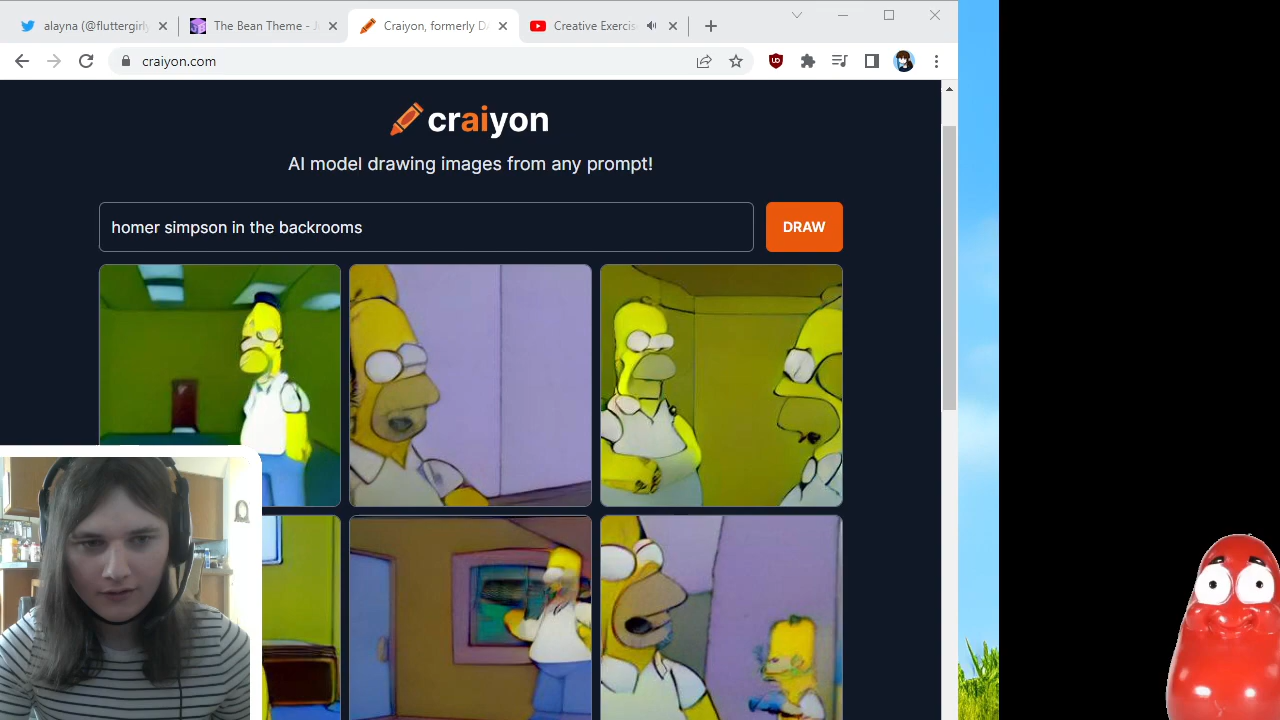 alayna (@fluttergirly
The Bean Theme - J
Craiyon, formerly D
Creative Exercis
craiyon.com
craiyon
AI model drawing images from any prompt!
homer simpson in the backrooms
DRAW